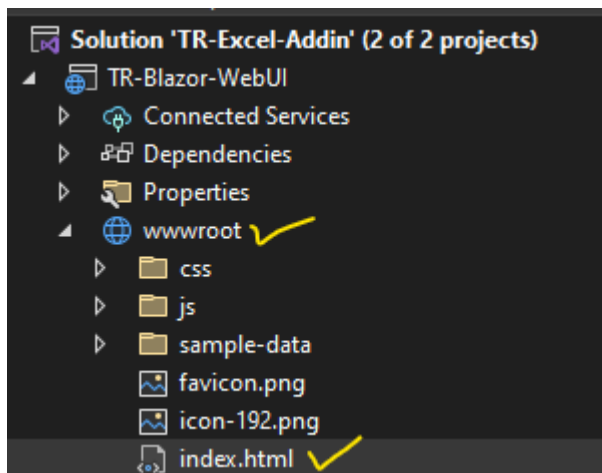 Solution 'TR-Excel-Addin' (2 of 2 projects)
TR-Blazor-WebUI
Connected Services
Dependencies
Properties
wwwroot
css
js
sample-data
favicon.png
icon-192.png
index.html